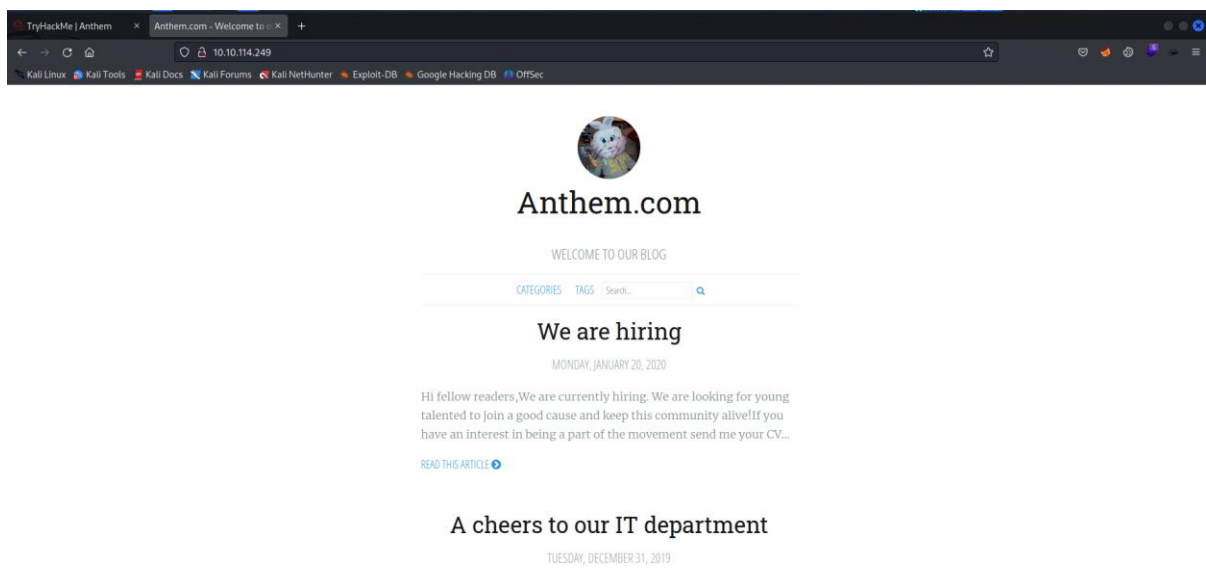 TryHackMe | Anthem
Anthem.com - Welcome to o
10.10.114.249
Kali Linux Kali Tools Kali Docs Kali Forums Kali NetHunter Exploit-DB Google Hacking DB OffSec
Anthem.com
WELCOME TO OUR BLOG
CATEGORIES TAGS Search...
We are hiring
MONDAY, JANUARY 20, 2020
Hi fellow readers,We are currently hiring. We are looking for young
talented to join a good cause and keep this community alive!If you
have an interest in being a part of the movement send me your CV...
READ THIS ARTICLE
A cheers to our IT department
TUESDAY, DECEMBER 31, 2019